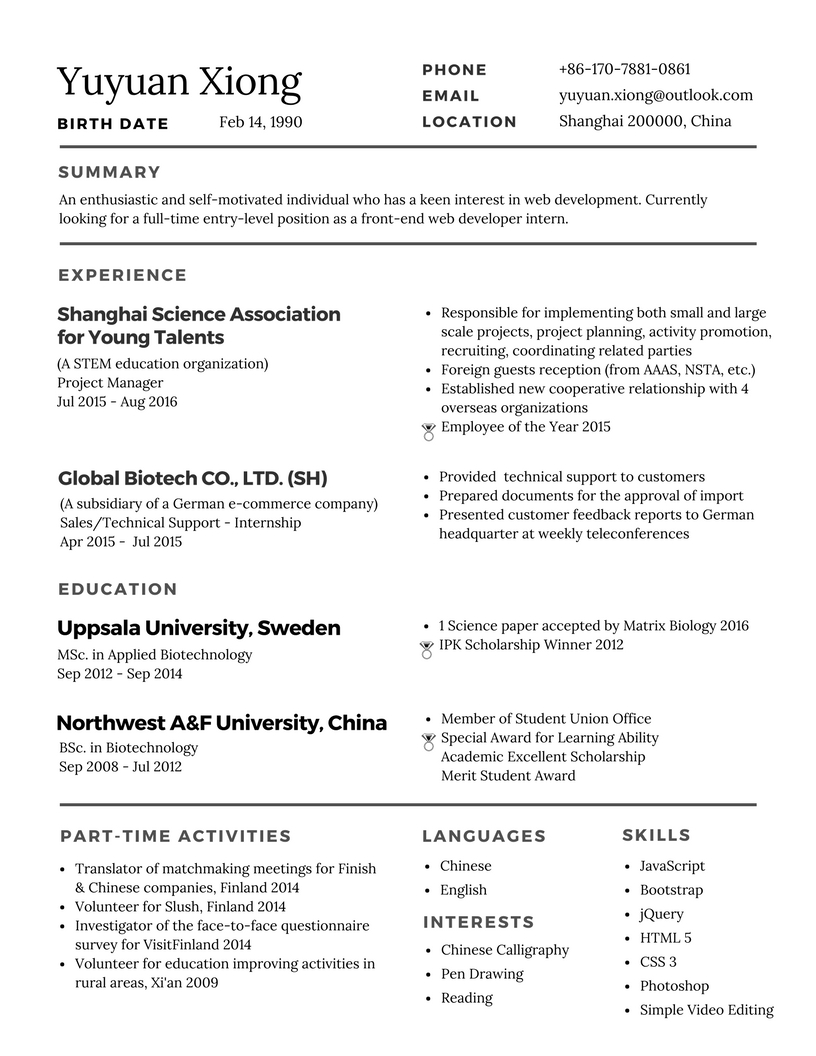 Yuyuan Xiong
BIRTH DATE Feb 14, 1990
PHONE +86-170-7881-0861
EMAIL yuyuan.xiong@outlook.com
LOCATION Shanghai 200000, China
SUMMARY
An enthusiastic and self-motivated individual who has a keen interest in web development. Currently
looking for a full-time entry-level position as a front-end web developer intern.
EXPERIENCE
Shanghai Science Association
for Young Talents
(A STEM education organization)
Project Manager
Jul 2015 - Aug 2016
• Responsible for implementing both small and large
scale projects, project planning, activity promotion,
recruiting, coordinating related parties
• Foreign guests reception (from AAAS, NSTA, etc.)
• Established new cooperative relationship with 4
overseas organizations
Employee of the Year 2015
Global Biotech CO., LTD. (SH)
(A subsidiary of a German e-commerce company)
Sales/Technical Support - Internship
Apr 2015 - Jul 2015
• Provided technical support to customers
• Prepared documents for the approval of import
• Presented customer feedback reports to German
headquarter at weekly teleconferences
EDUCATION
Uppsala University, Sweden
MSc. in Applied Biotechnology
Sep 2012 - Sep 2014
• 1 Science paper accepted by Matrix Biology 2016
IPK Scholarship Winner 2012
Northwest A&F University, China
BSc. in Biotechnology
Sep 2008 - Jul 2012
• Member of Student Union Office
Special Award for Learning Ability
Academic Excellent Scholarship
Merit Student Award
PART-TIME ACTIVITIES
• Translator of matchmaking meetings for Finish
& Chinese companies, Finland 2014
• Volunteer for Slush, Finland 2014
• Investigator of the face-to-face questionnaire
survey for VisitFinland 2014
• Volunteer for education improving activities in
rural areas, Xi'an 2009
LANGUAGES
• Chinese
• English
INTERESTS
• Chinese Calligraphy
• Pen Drawing
• Reading
SKILLS
• JavaScript
• Bootstrap
• jQuery
• HTML 5
• CSS 3
• Photoshop
• Simple Video Editing